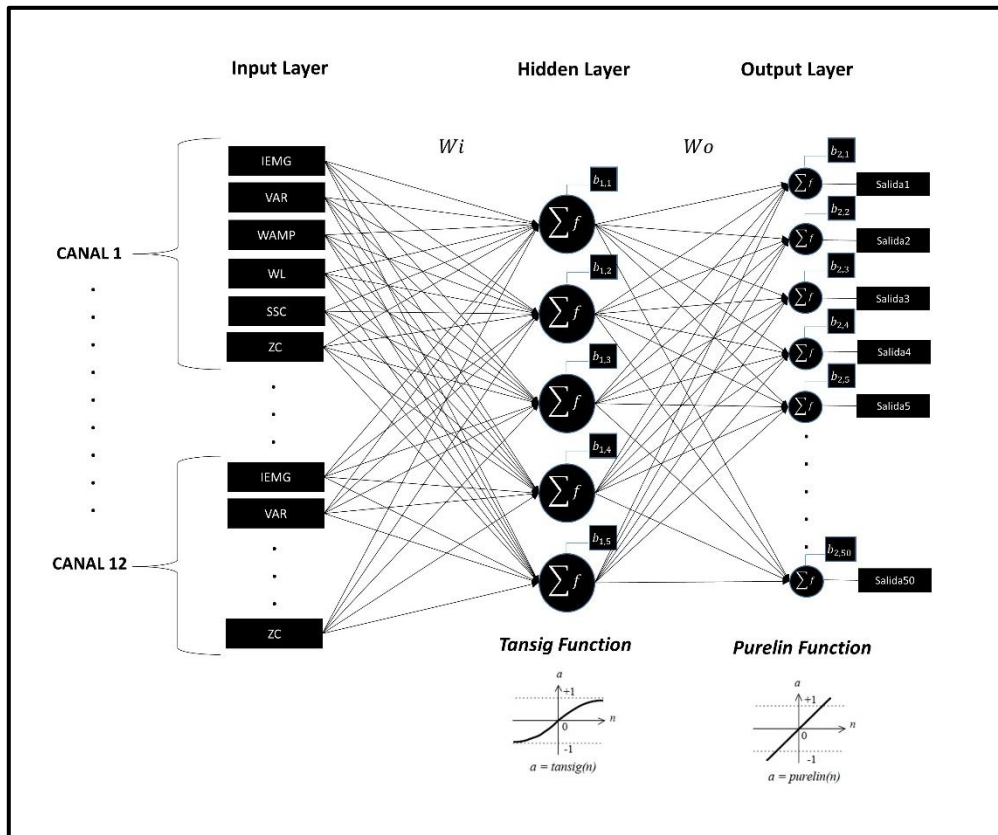 Input Layer
Hidden Layer
Output Layer
Wi
Wo
CANAL 1
IEMG
VAR
WAMP
WL
SSC
ZC
CANAL 12
IEMG
VAR
ZC
b1,1
∑f
b1,2
∑f
b1,3
∑f
b1,4
∑f
b1,5
∑f
b2,1
∑f
Salida1
b2,2
∑f
Salida2
b2,3
∑f
Salida3
b2,4
∑f
Salida4
b2,5
∑f
Salida5
b2,50
∑f
Salida50
Tansig Function
a
+1
n
0
-1
a = tansig(n)
Purelin Function
a
+1
n
0
-1
a = purelin(n)